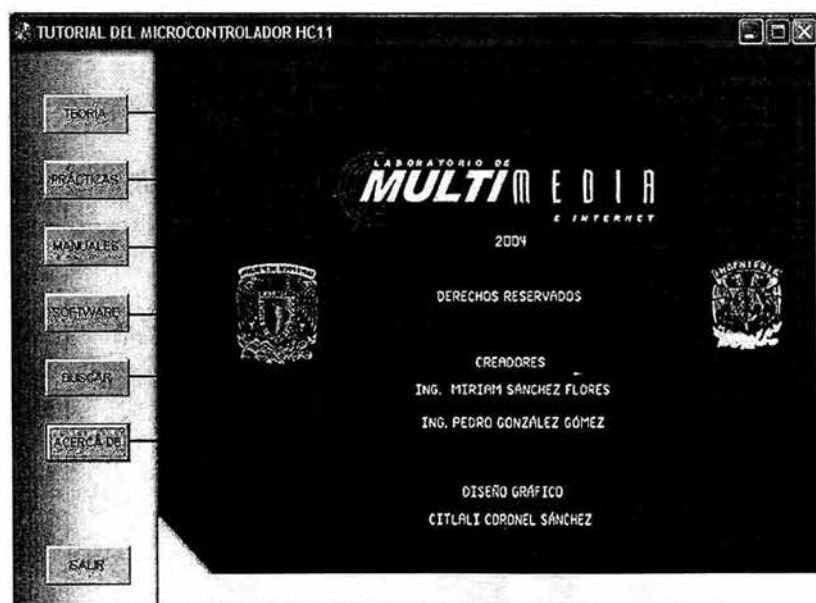 TUTORIAL DEL MICROCONTROLADOR HC11
TEORÍA
PRÁCTICAS
MANUALES
SOFTWARE
BUSCAR
ACERCA DE
SALIR
LABORATORIO DE
MULTIMEDIA
E INTERNET
2004
INGENIERIA
DERECHOS RESERVADOS
CREADORES
ING. MIRIAM SÁNCHEZ FLORES
ING. PEDRO GONZÁLEZ GÓMEZ
DISEÑO GRÁFICO
CITLALI CORONEL SÁNCHEZ